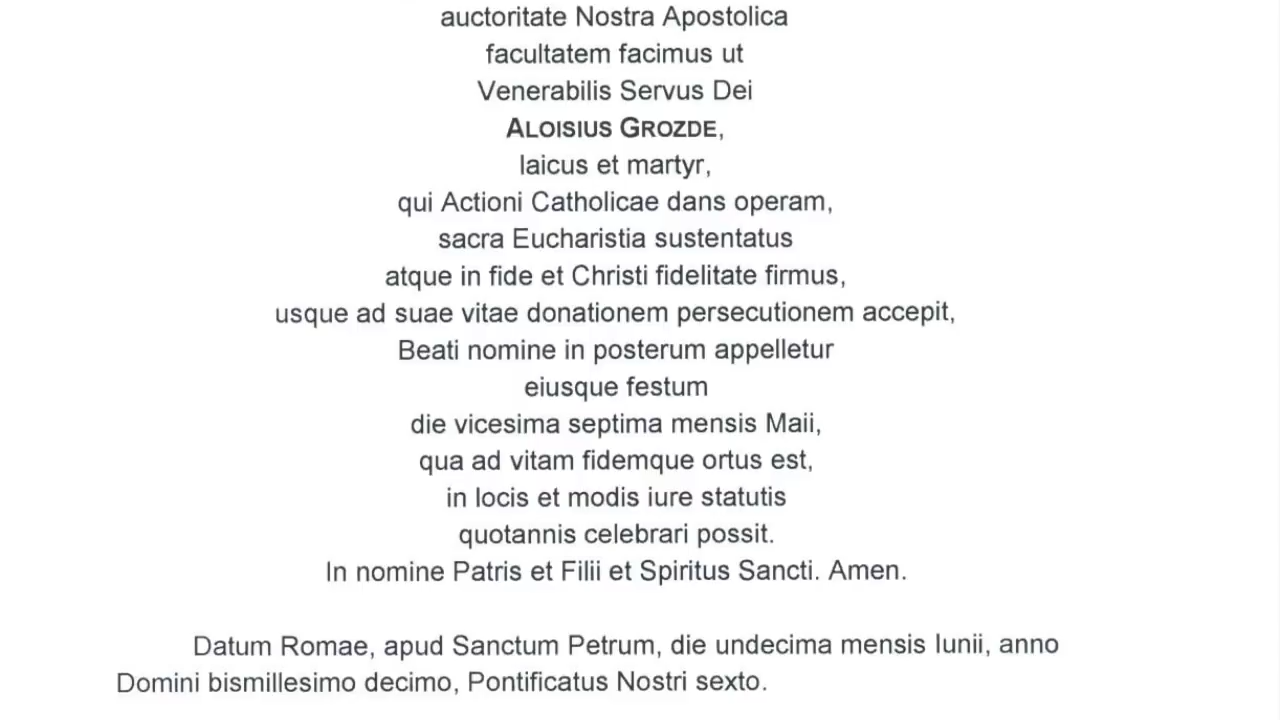 auctoritate Nostra Apostolica
facultatem facimus ut
Venerabilis Servus Dei
ALOISIUS GROZDE,
laicus et martyr,
qui Actioni Catholicae dans operam,
sacra Eucharistia sustentatus
atque in fide et Christi fidelitate firmus,
usque ad suae vitae donationem persecutionem accepit,
Beati nomine in posterum appelletur
eiusque festum
die vicesima septima mensis Maii,
qua ad vitam fidemque ortus est,
in locis et modis iure statutis
quotannis celebrari possit.
In nomine Patris et Filii et Spiritus Sancti. Amen.
Datum Romae, apud Sanctum Petrum, die undecima mensis Iunii, anno
Domini bismillesimo decimo, Pontificatus Nostri sexto.